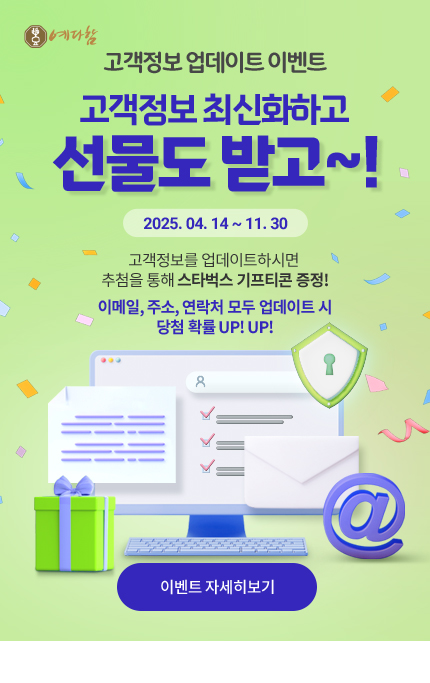 예다함
고객정보 업데이트 이벤트
고객정보 최신화하고
선물도 받고~!
2025. 04. 14 ~ 11. 30
고객정보를 업데이트하시면
추첨을 통해 스타벅스 기프티콘 증정!
이메일, 주소, 연락처 모두 업데이트 시
당첨 확률 UP! UP!
@
이벤트 자세히보기